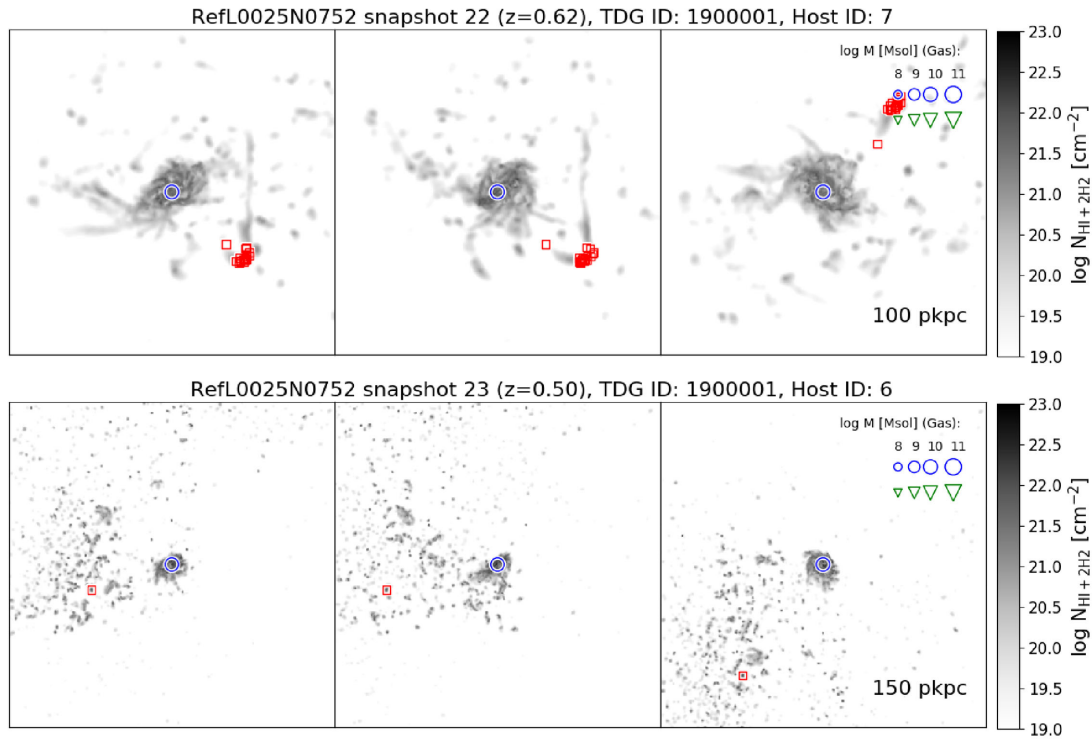 RefL0025N0752 snapshot 22 (z=0.62), TDG ID: 1900001, Host ID: 7
log M [Msol] (Gas):
8 9 10 11
100 pkpc
23.0
22.5
22.0
21.5
21.0
20.5
20.0
19.5
19.0
log N_{HI+2H2} [cm^{-2}]
RefL0025N0752 snapshot 23 (z=0.50), TDG ID: 1900001, Host ID: 6
log M [Msol] (Gas):
8 9 10 11
150 pkpc
23.0
22.5
22.0
21.5
21.0
20.5
20.0
19.5
19.0
log N_{HI+2H2} [cm^{-2}]